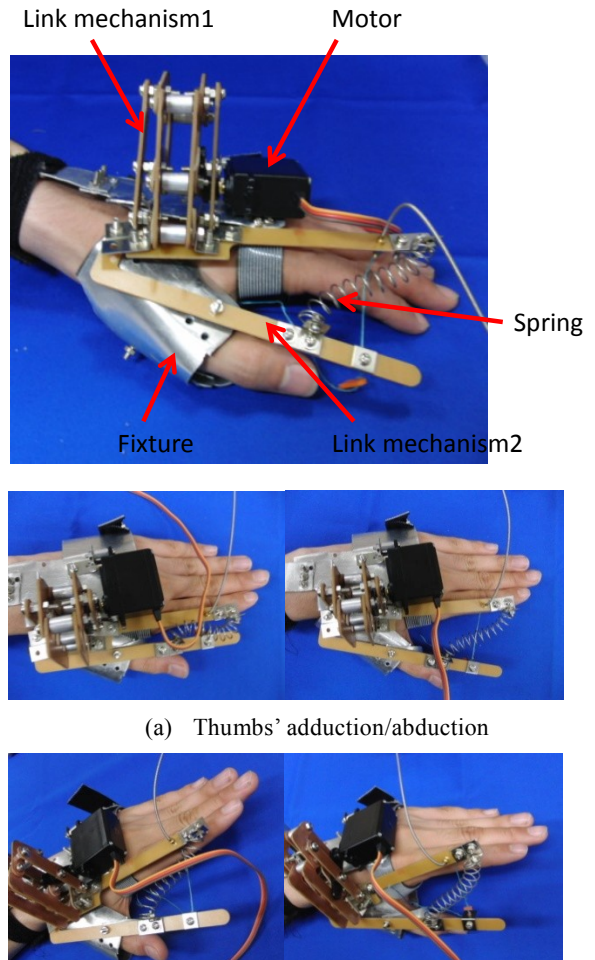 Link mechanism1
Motor
Spring
Fixture
Link mechanism2
(a) Thumbs’ adduction/abduction